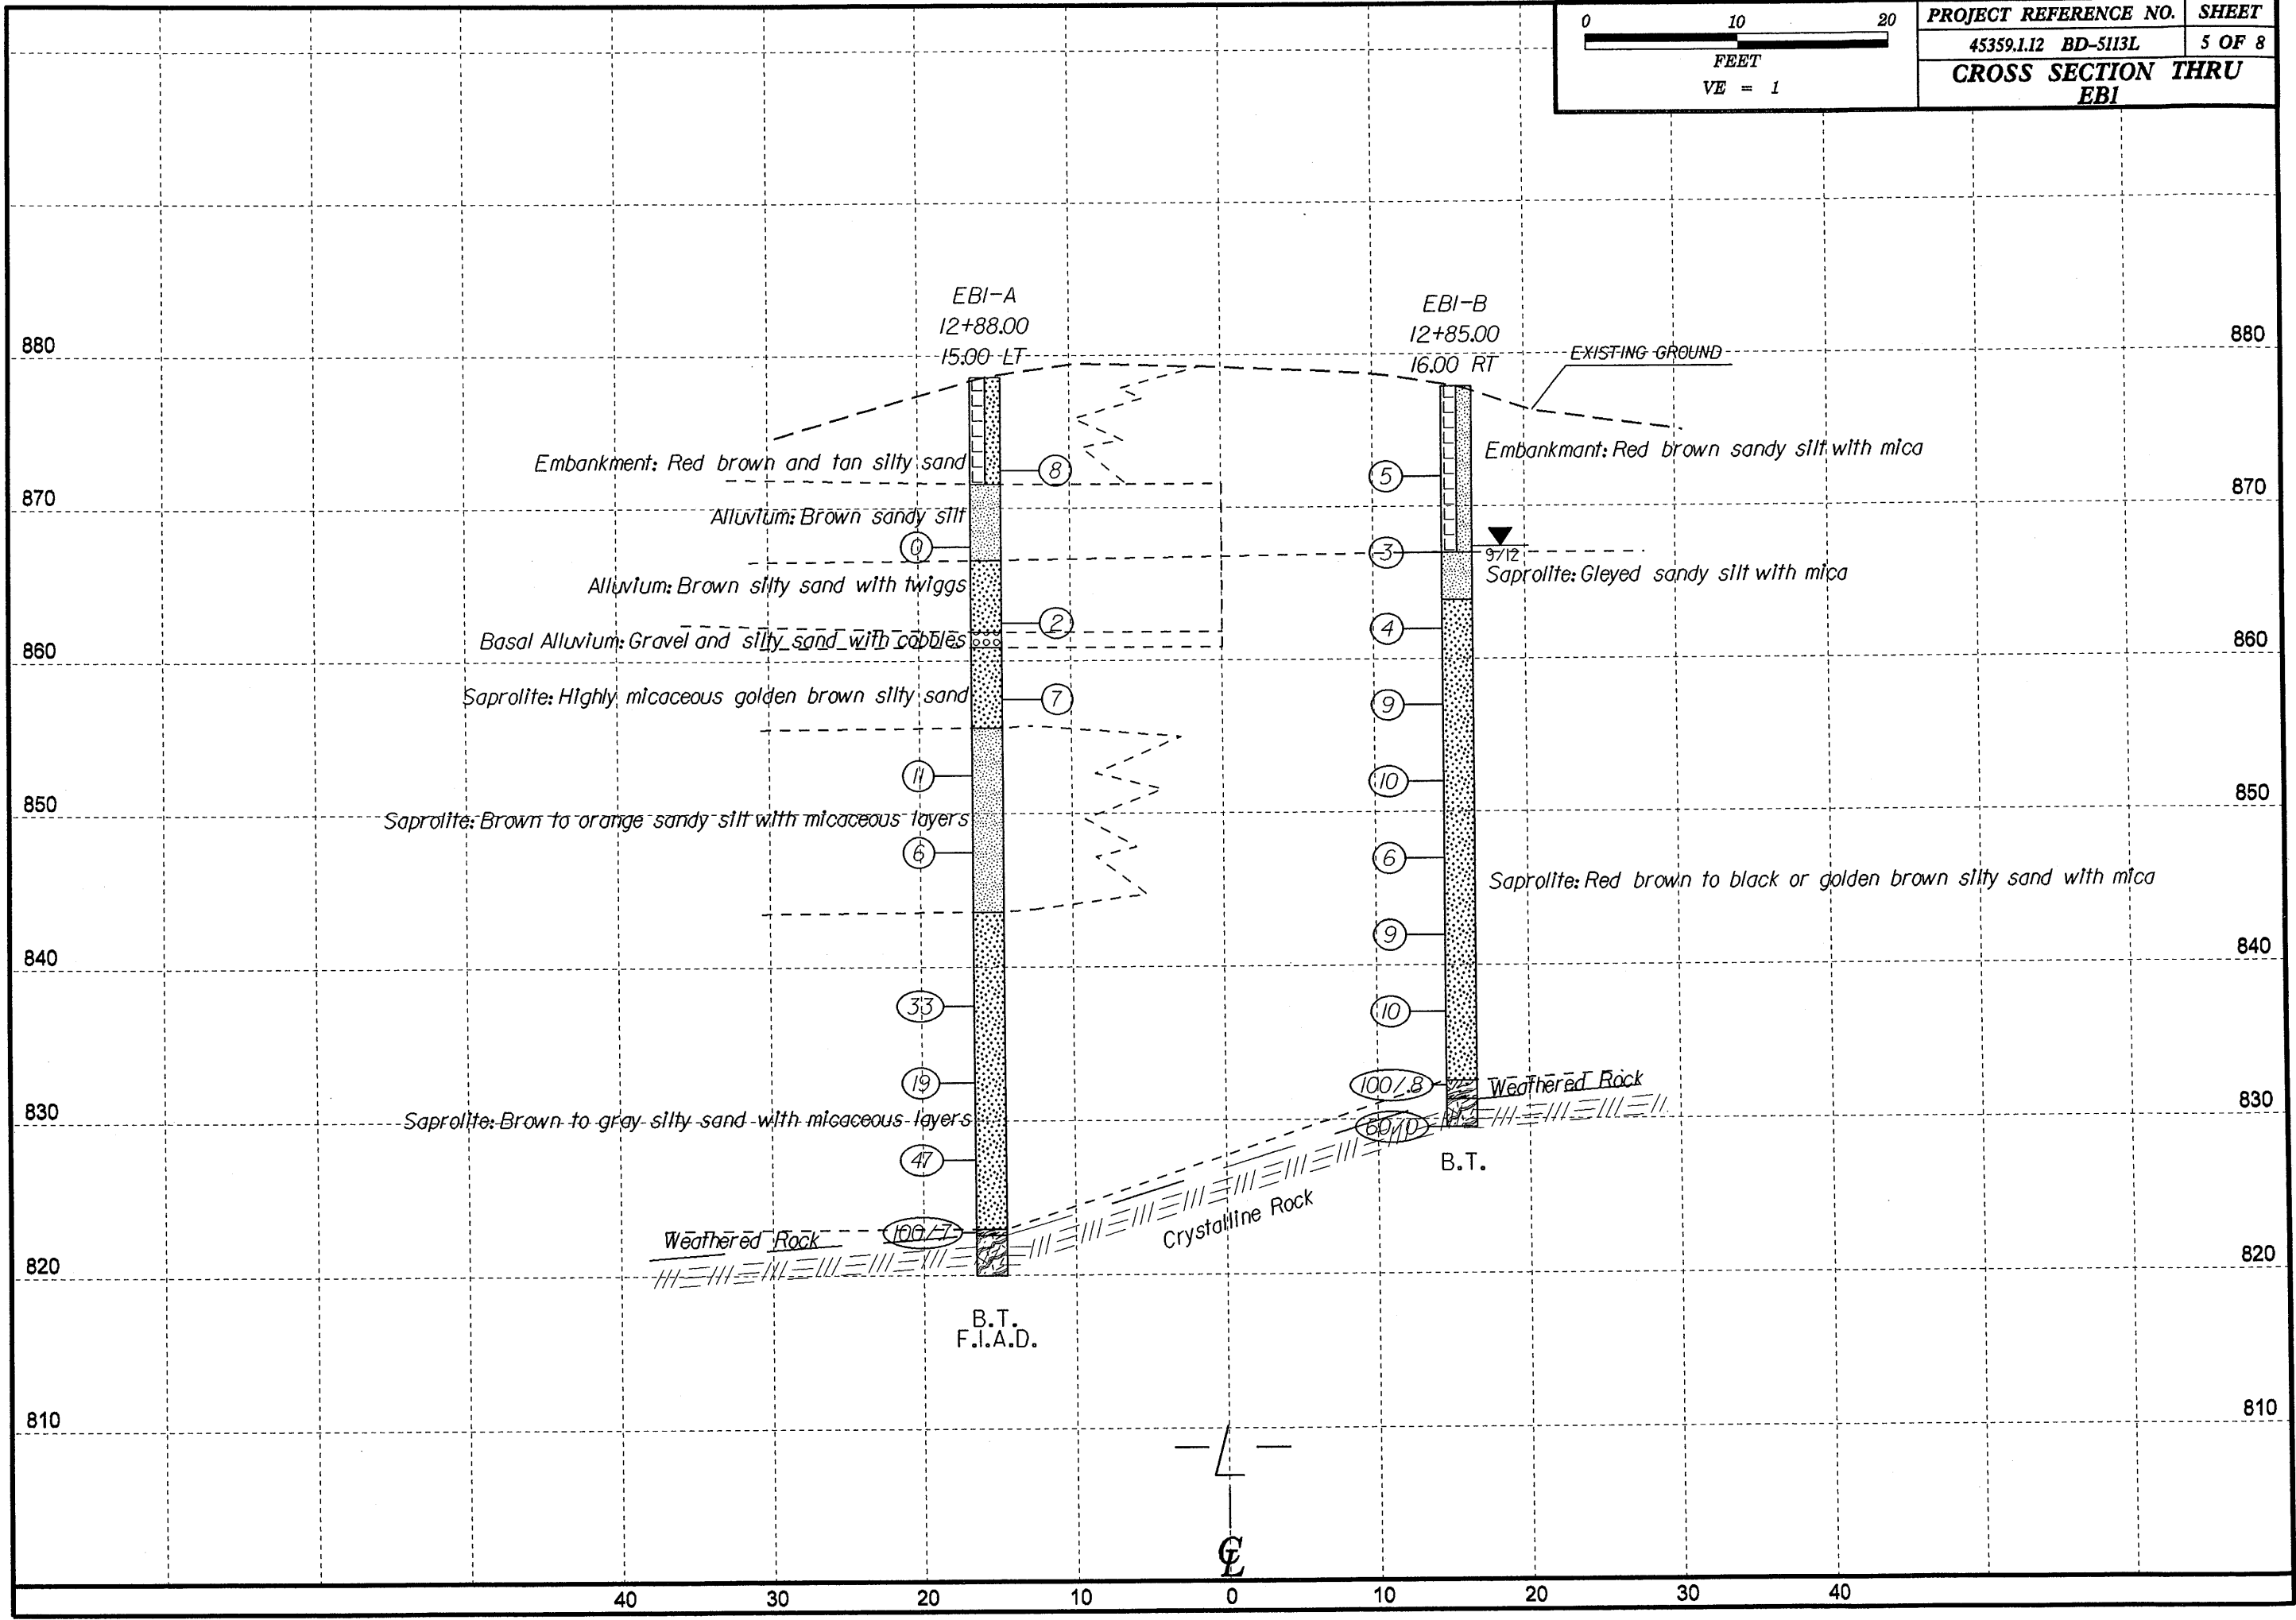 0 10 20
FEET
VE = 1
PROJECT REFERENCE NO. SHEET
45359.1.12 BD-5113L 5 OF 8
CROSS SECTION THRU
EB1
EB1-A
12+88.00
15.00 LT
EB1-B
12+85.00
16.00 RT
EXISTING GROUND
880 880
Embankment: Red brown and tan silty sand
8
5
Embankmant: Red brown sandy silt with mica
870 870
Alluvium: Brown sandy silt
0
3
9/12
Saprolite: Gleyed sandy silt with mica
Alluvium: Brown silty sand with twiggs
2
4
Basal Alluvium: Gravel and silty sand with cobbles
860 860
Saprolite: Highly micaceous golden brown silty sand
7
9
11
10
850 850
Saprolite: Brown to orange sandy silt with micaceous layers
6
6
Saprolite: Red brown to black or golden brown silty sand with mica
9
840 840
33
10
19
100/.8
Weathered Rock
830 830
Saprolite: Brown to gray silty sand with micaceous layers
60/.0
47
B.T.
Crystalline Rock
Weathered Rock
100/.7
820 820
B.T.
F.I.A.D.
810 810
-L-
CL
40 30 20 10 0 10 20 30 40